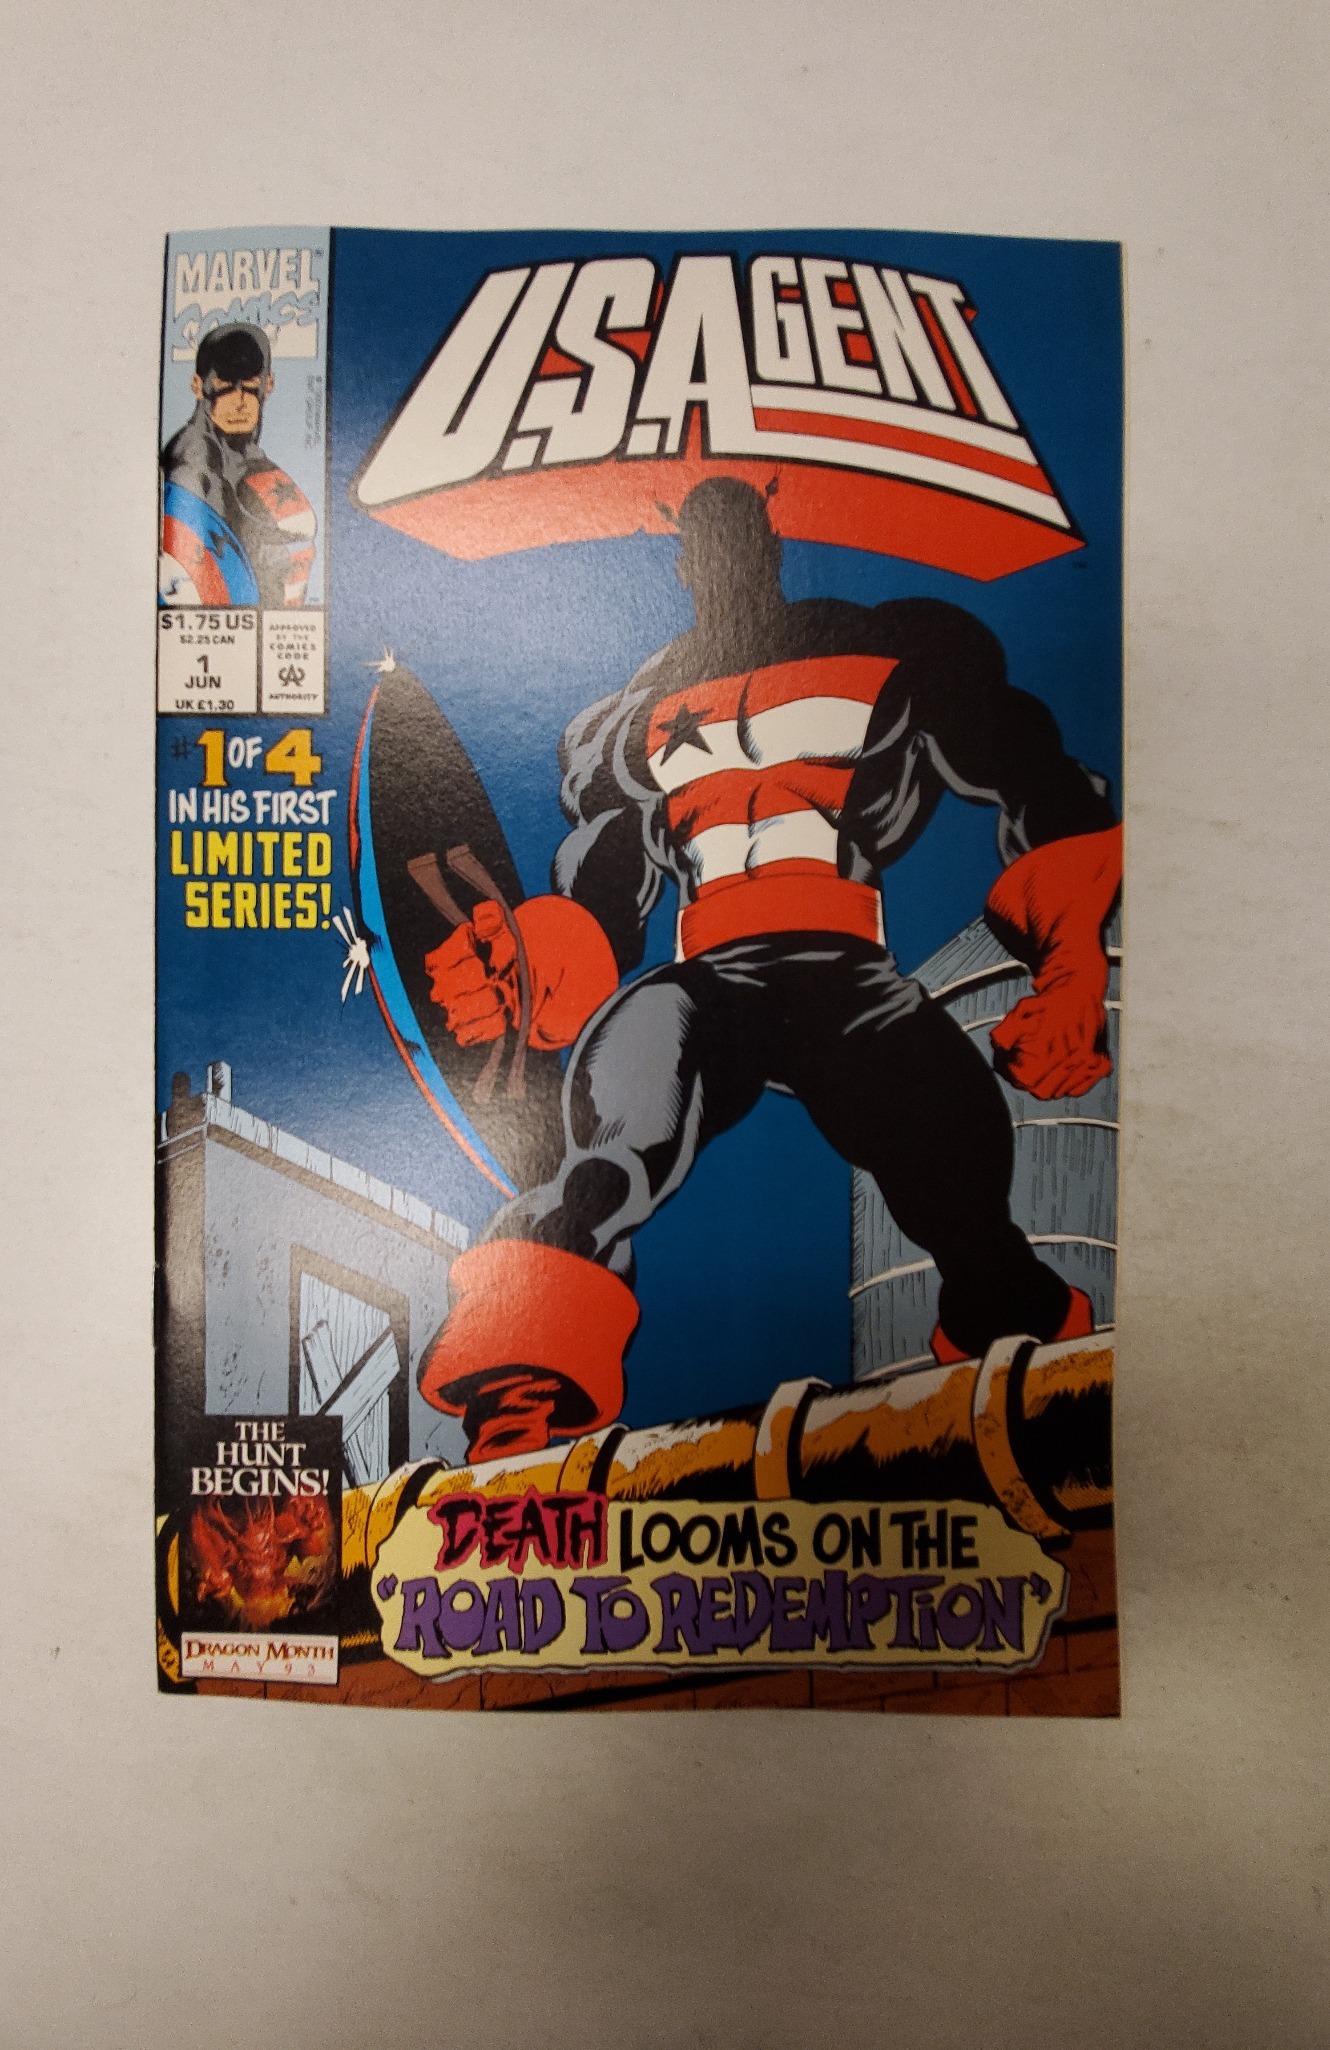 MARVEL
COMICS
U.S.AGENT
$1.75 US
$2.25 CAN
1
JUN
UK £1.30
APPROVED
BY THE
COMICS
CODE
AUTHORITY
#1 OF 4
IN HIS FIRST
LIMITED
SERIES!
THE
HUNT
BEGINS!
DRAGON MONTH
MAY 93
DEATH LOOMS ON THE
"ROAD TO REDEMPTION"